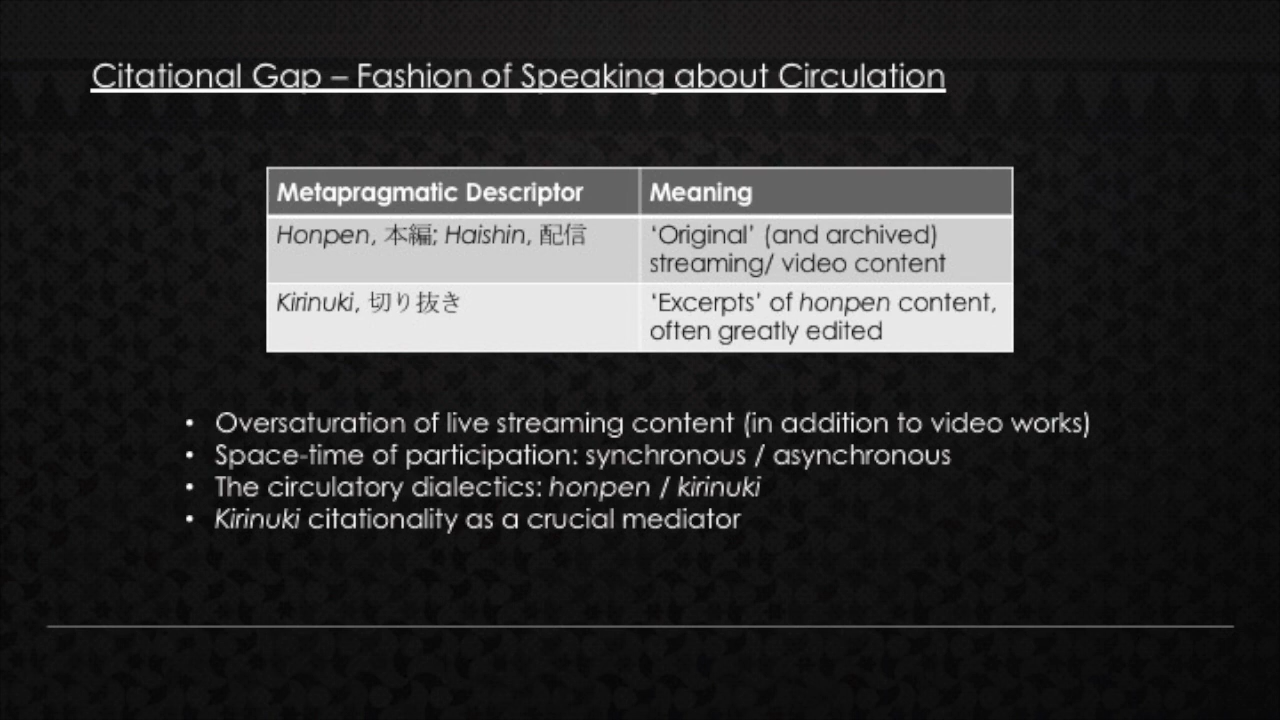 Citational Gap – Fashion of Speaking about Circulation
Metapragmatic Descriptor
Meaning
Honpen, 本編; Haishin, 配信
‘Original’ (and archived)
streaming/ video content
Kirinuki, 切り抜き
‘Excerpts’ of honpen content,
often greatly edited
• Oversaturation of live streaming content (in addition to video works)
• Space-time of participation: synchronous / asynchronous
• The circulatory dialectics: honpen / kirinuki
• Kirinuki citationality as a crucial mediator